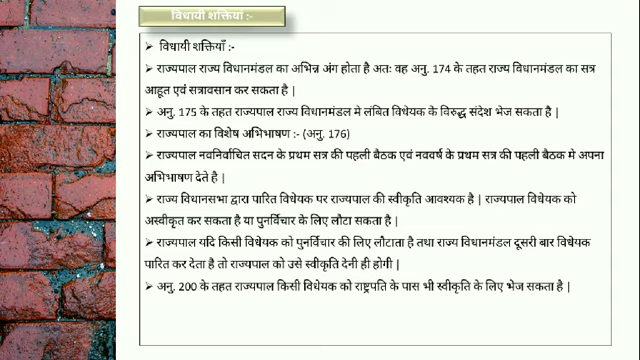 विधायी शक्तियां :-
➤ विधायी शक्तियाँ :-
➤ राज्यपाल राज्य विधानमंडल का अभिन्न अंग होता है अतः वह अनु. 174 के तहत राज्य विधानमंडल का सत्र
आहूत एवं सत्रावसान कर सकता है |
➤ अनु. 175 के तहत राज्यपाल राज्य विधानमंडल मे लंबित विधेयक के विरुद्ध संदेश भेज सकता है |
➤ राज्यपाल का विशेष अभिभाषण :- (अनु. 176)
➤ राज्यपाल नवनिर्वाचित सदन के प्रथम सत्र की पहली बैठक एवं नववर्ष के प्रथम सत्र की पहली बैठक मे अपना
अभिभाषण देते है |
➤ राज्य विधानसभा द्वारा पारित विधेयक पर राज्यपाल की स्वीकृति आवश्यक है | राज्यपाल विधेयक को
अस्वीकृत कर सकता है या पुनर्विचार के लिए लौटा सकता है |
➤ राज्यपाल यदि किसी विधेयक को पुनर्विचार की लिए लौटाता है तथा राज्य विधानमंडल दूसरी बार विधेयक
पारित कर देता है तो राज्यपाल को उसे स्वीकृति देनी ही होगी |
➤ अनु. 200 के तहत राज्यपाल किसी विधेयक को राष्ट्रपति के पास भी स्वीकृति के लिए भेज सकता है |